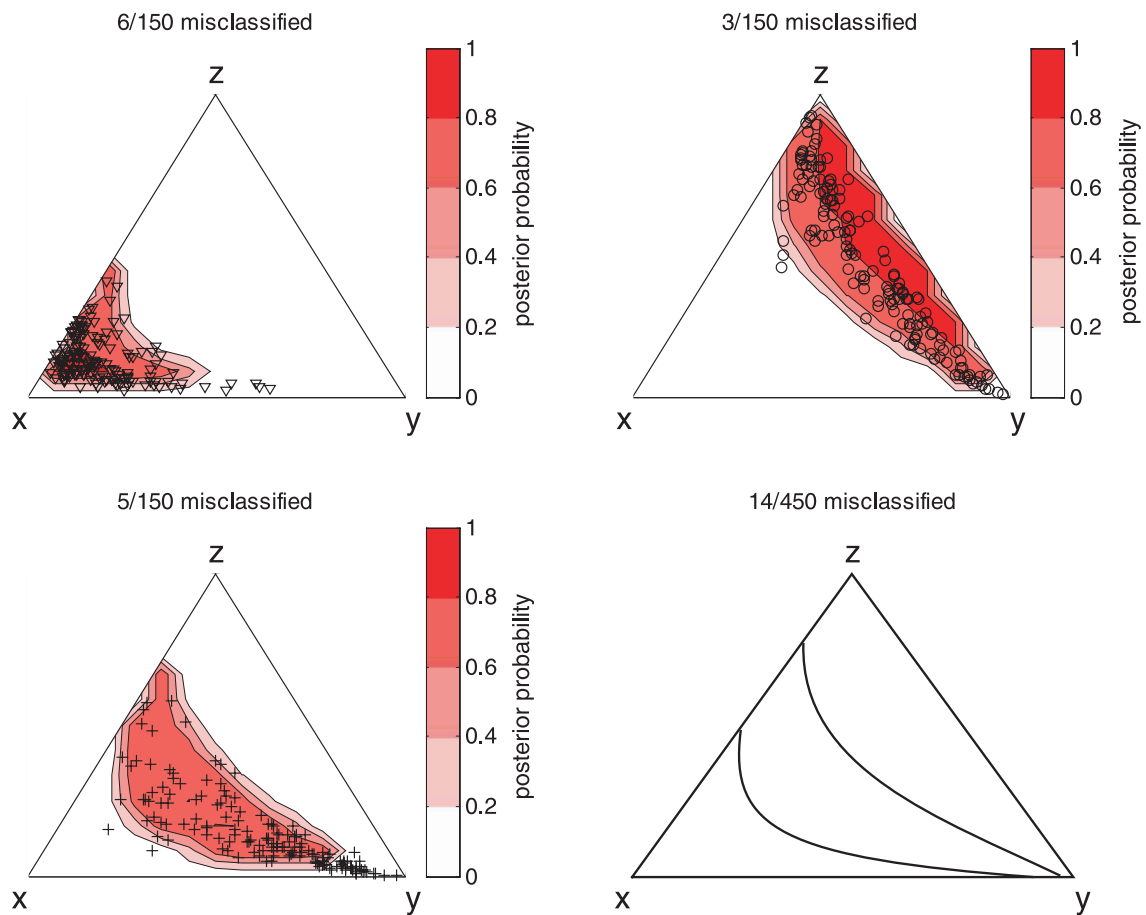 6/150 misclassified
z
x
y
1
0.8
0.6
0.4
0.2
0
posterior probability
3/150 misclassified
z
x
y
1
0.8
0.6
0.4
0.2
0
posterior probability
5/150 misclassified
z
x
y
1
0.8
0.6
0.4
0.2
0
posterior probability
14/450 misclassified
z
x
y